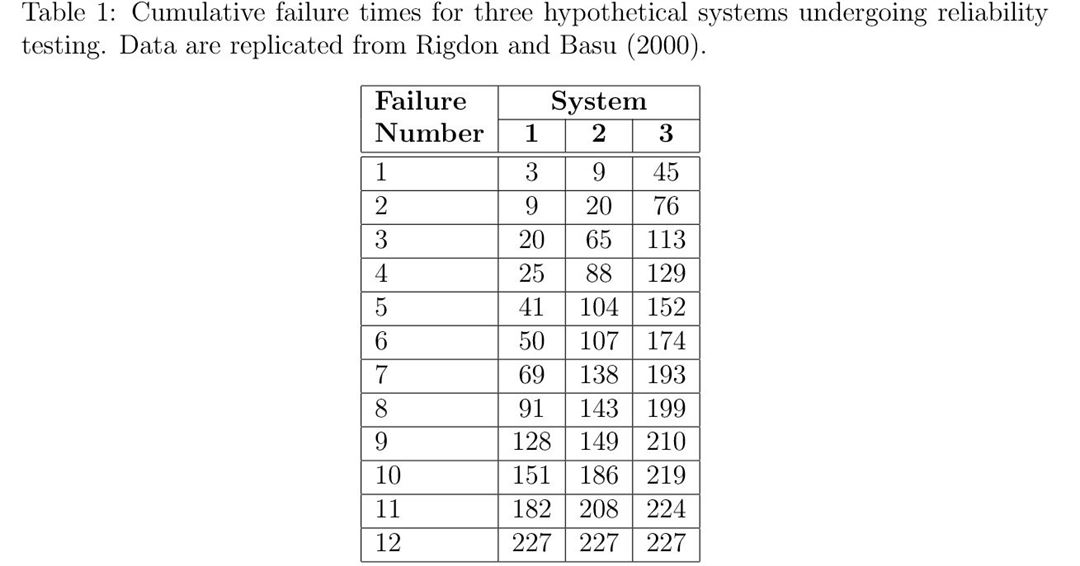 Table 1: Cumulative failure times for three hypothetical systems undergoing reliability
testing. Data are replicated from Rigdon and Basu (2000).
Failure System
Number 1 2 3
1 3 9 45
2 9 20 76
3 20 65 113
4 25 88 129
5 41 104 152
6 50 107 174
7 69 138 193
8 91 143 199
9 128 149 210
10 151 186 219
11 182 208 224
12 227 227 227